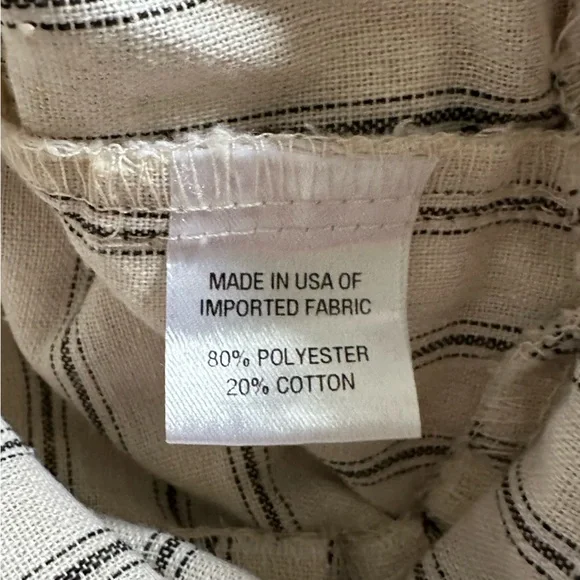 MADE IN USA OF
IMPORTED FABRIC
80% POLYESTER
20% COTTON